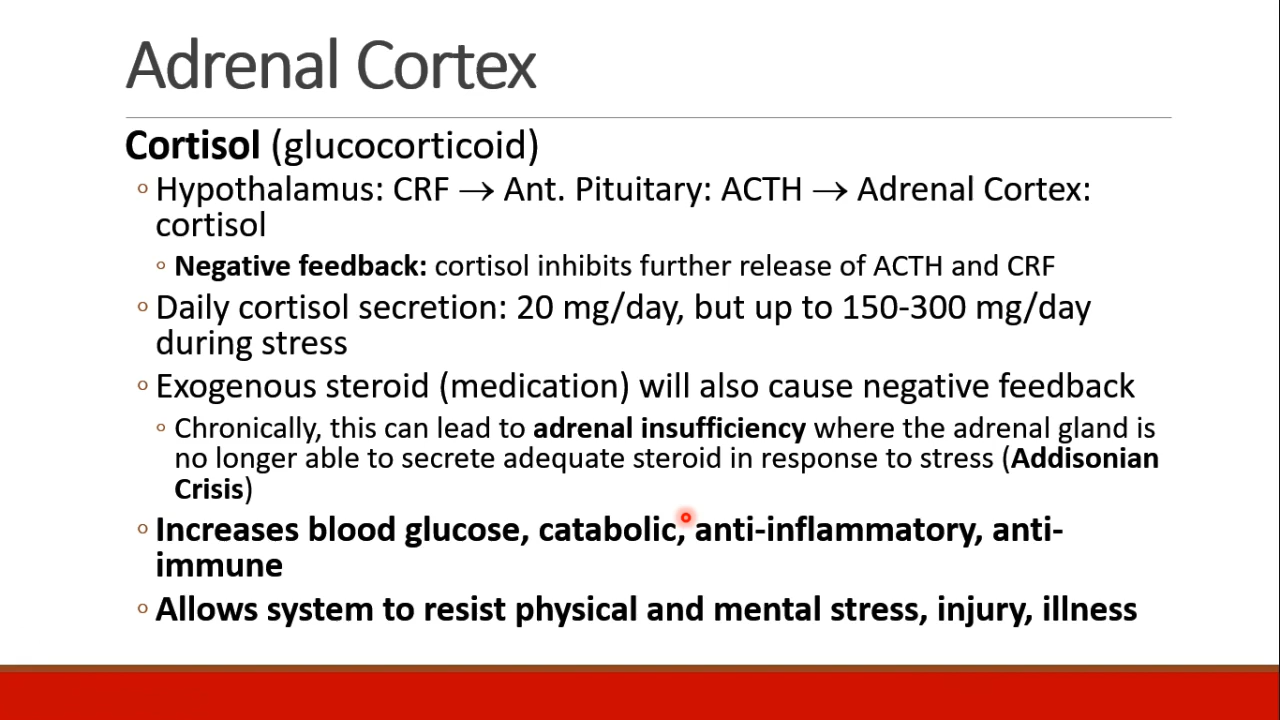 Adrenal Cortex
Cortisol (glucocorticoid)
◦ Hypothalamus: CRF → Ant. Pituitary: ACTH → Adrenal Cortex:
cortisol
◦ Negative feedback: cortisol inhibits further release of ACTH and CRF
◦ Daily cortisol secretion: 20 mg/day, but up to 150-300 mg/day
during stress
◦ Exogenous steroid (medication) will also cause negative feedback
◦ Chronically, this can lead to adrenal insufficiency where the adrenal gland is
no longer able to secrete adequate steroid in response to stress (Addisonian
Crisis)
◦ Increases blood glucose, catabolic, anti-inflammatory, anti-
immune
◦ Allows system to resist physical and mental stress, injury, illness